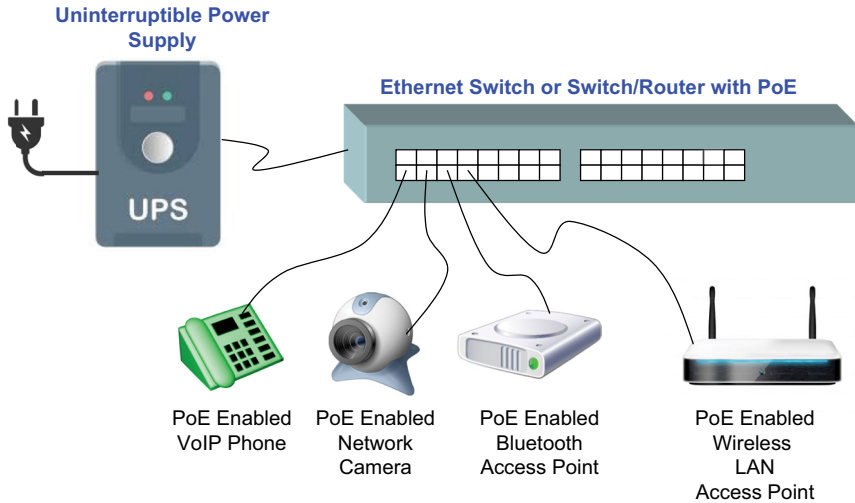 Uninterruptible Power
Supply
Ethernet Switch or Switch/Router with PoE
UPS
PoE Enabled
VoIP Phone
PoE Enabled
Network
Camera
PoE Enabled
Bluetooth
Access Point
PoE Enabled
Wireless
LAN
Access Point